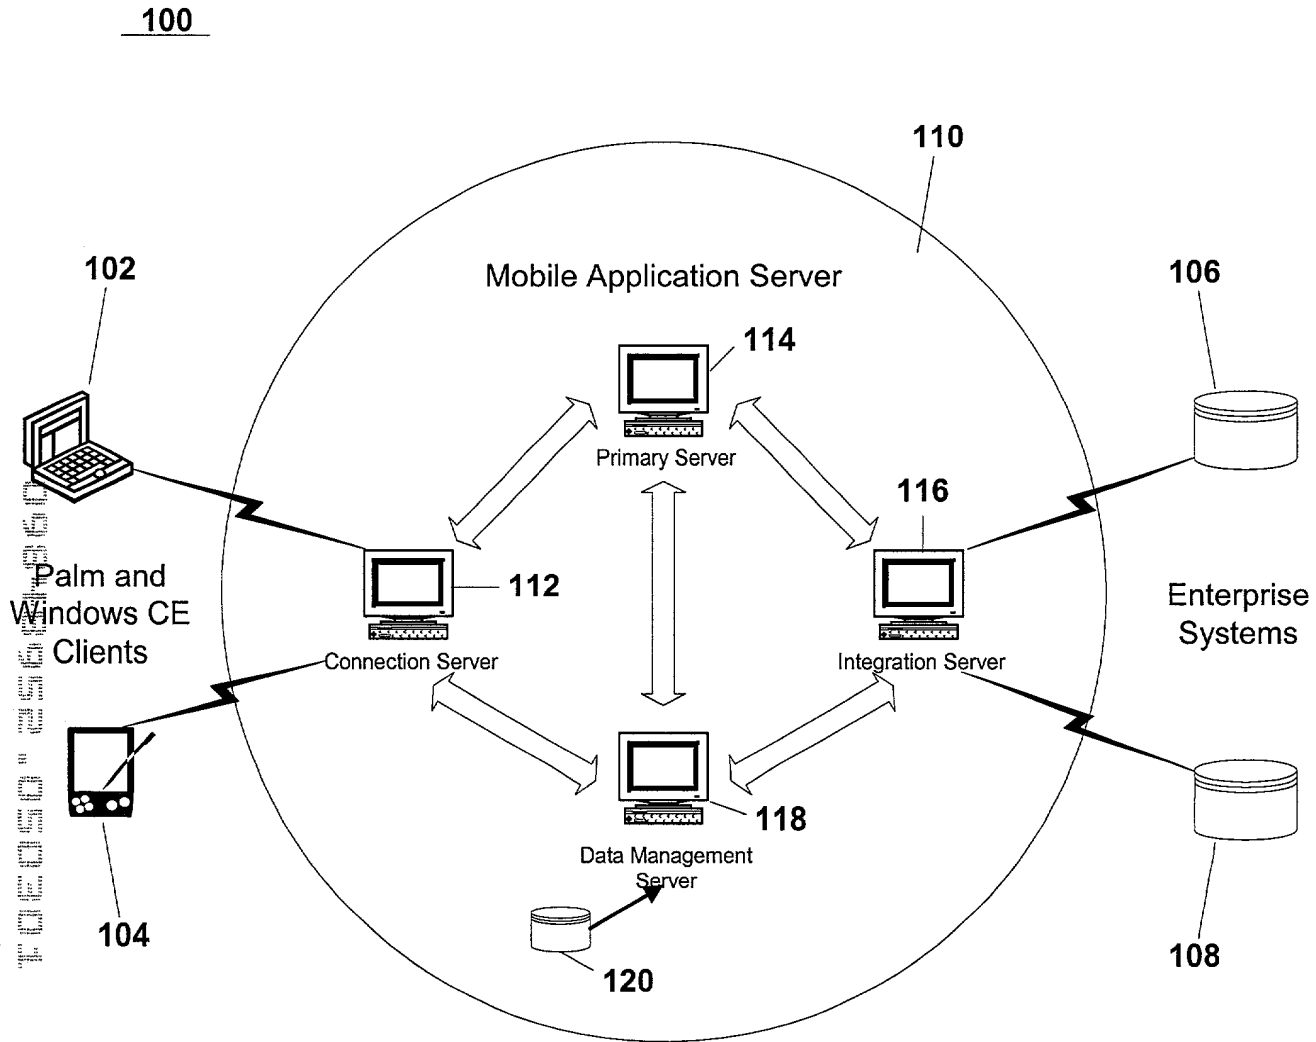 100
110
102
Mobile Application Server
106
114
Primary Server
116
112
Palm and
Windows CE
Clients
Enterprise
Systems
Connection Server
Integration Server
118
Data Management
Server
104
120
108